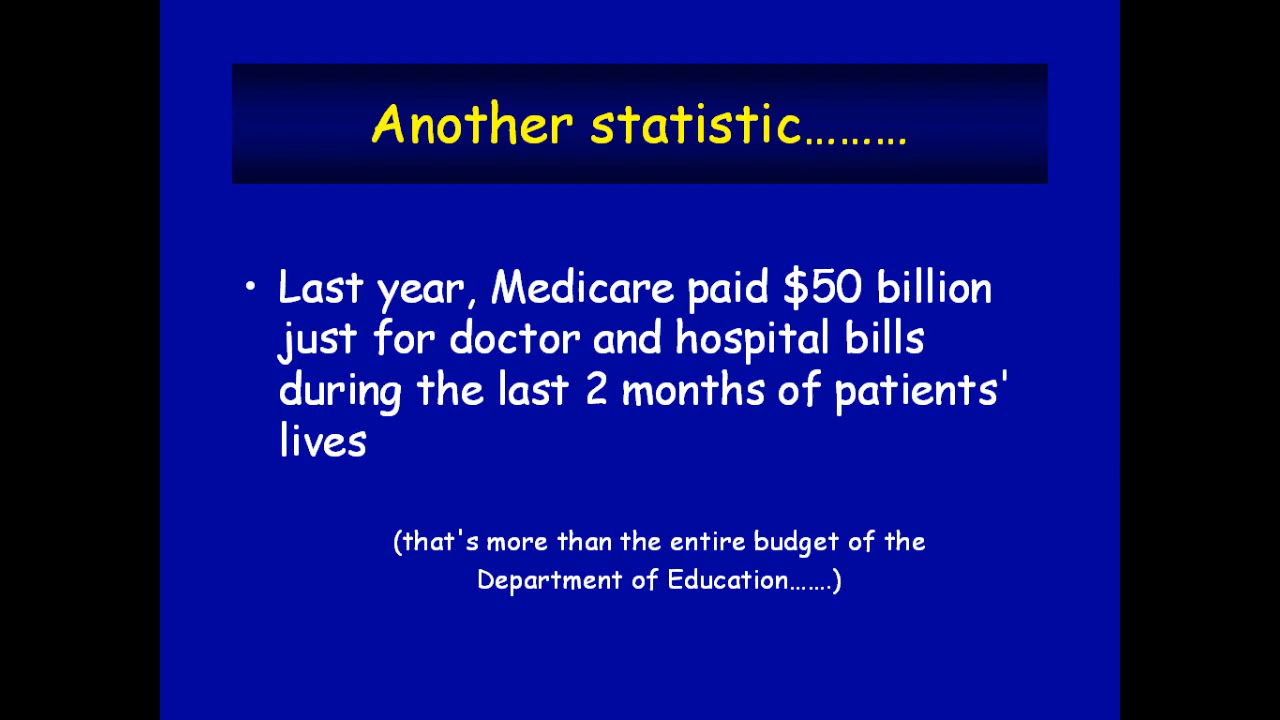 Another statistic………
• Last year, Medicare paid $50 billion
just for doctor and hospital bills
during the last 2 months of patients'
lives
(that's more than the entire budget of the
Department of Education…….)